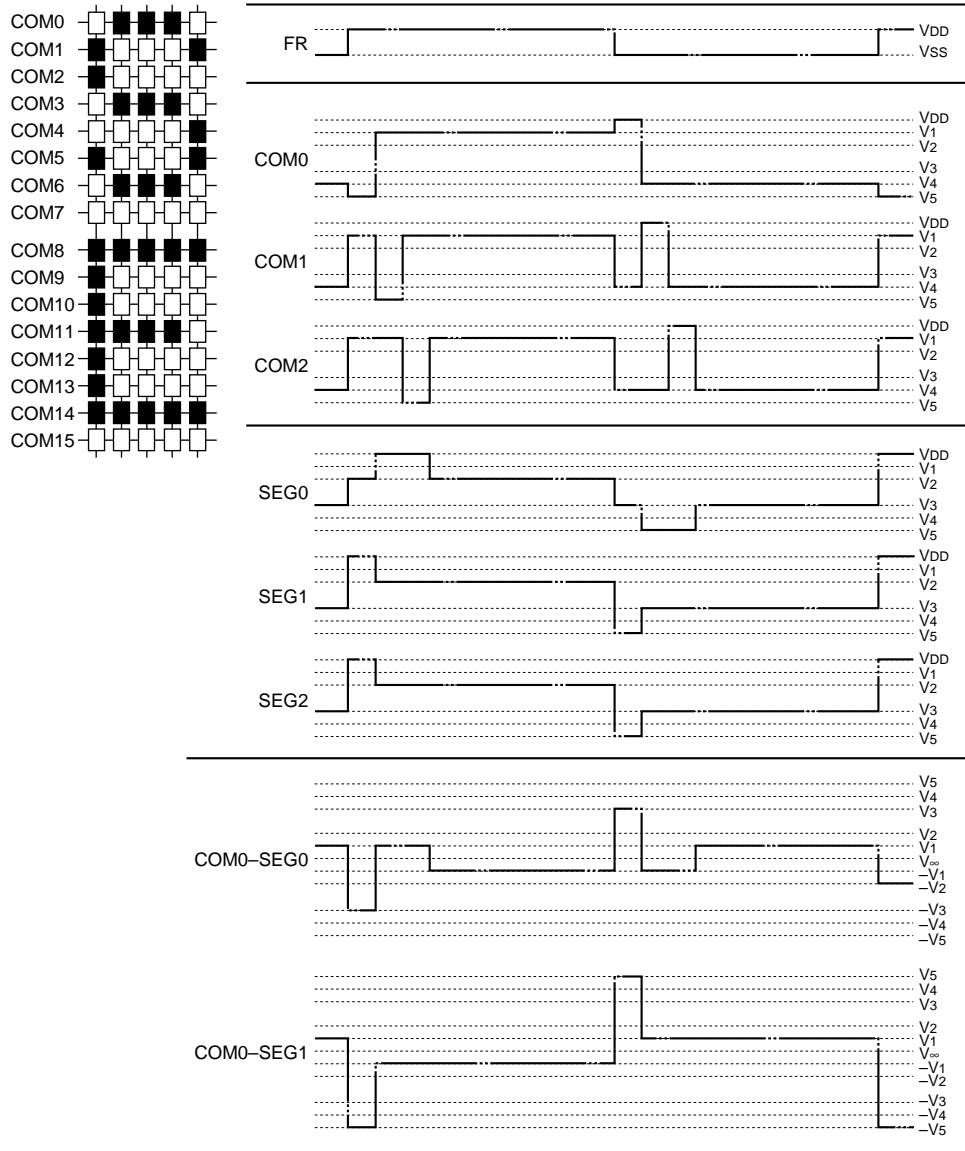 COM0
COM1
COM2
COM3
COM4
COM5
COM6
COM7
COM8
COM9
COM10
COM11
COM12
COM13
COM14
COM15
FR
VDD
VSS
COM0
VDD
V1
V2
V3
V4
V5
COM1
VDD
V1
V2
V3
V4
V5
COM2
VDD
V1
V2
V3
V4
V5
SEG0
VDD
V1
V2
V3
V4
V5
SEG1
VDD
V1
V2
V3
V4
V5
SEG2
VDD
V1
V2
V3
V4
V5
COM0–SEG0
V5
V4
V3
V2
V1
V∞
–V1
–V2
–V3
–V4
–V5
COM0–SEG1
V5
V4
V3
V2
V1
V∞
–V1
–V2
–V3
–V4
–V5